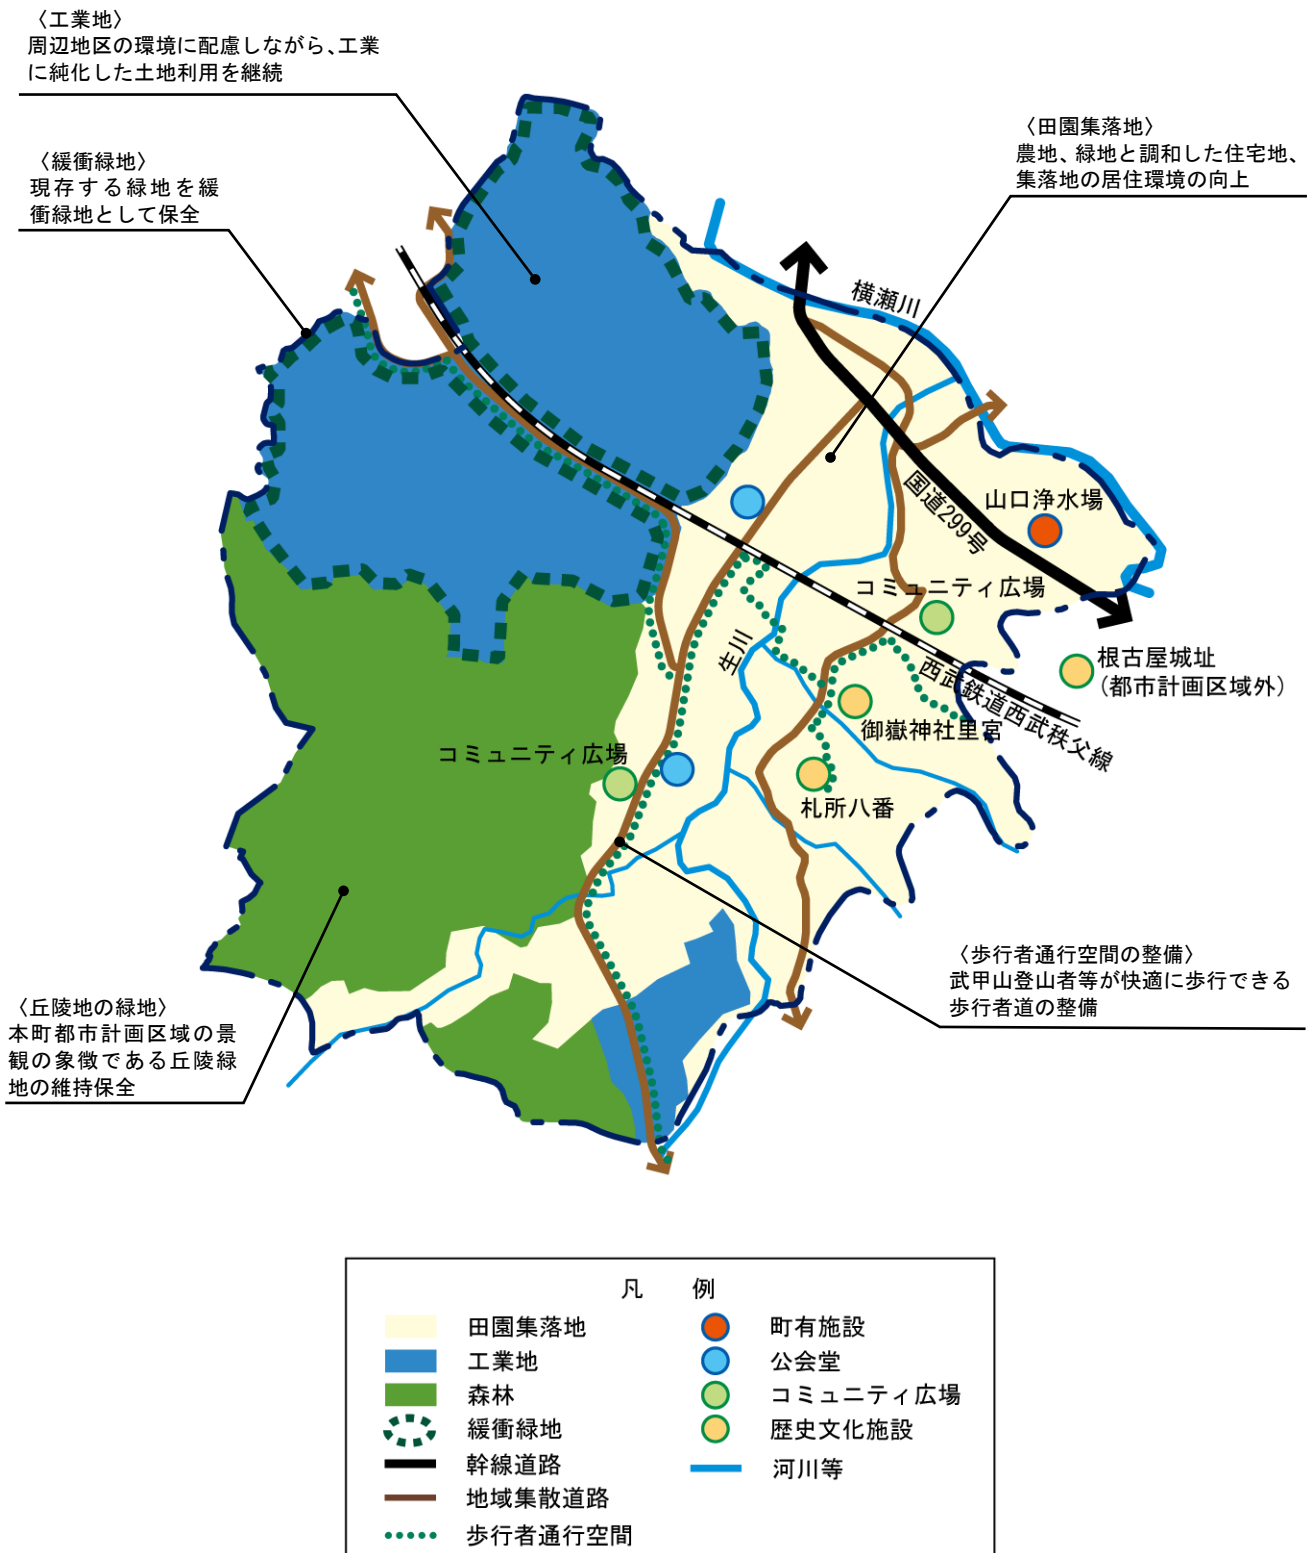 〈工業地〉
周辺地区の環境に配慮しながら、工業
に純化した土地利用を継続
〈緩衝緑地〉
現存する緑地を緩
衝緑地として保全
〈田園集落地〉
農地、緑地と調和した住宅地、
集落地の居住環境の向上
横瀬川
国道299号
山口浄水場
コミュニティ広場
生川
根古屋城址
(都市計画区域外)
西武鉄道西武秩父線
御嶽神社里宮
コミュニティ広場
札所八番
〈歩行者通行空間の整備〉
武甲山登山者等が快適に歩行できる
歩行者道の整備
〈丘陵地の緑地〉
本町都市計画区域の景
観の象徴である丘陵緑
地の維持保全
凡 例
田園集落地
工業地
森林
緩衝緑地
幹線道路
地域集散道路
歩行者通行空間
町有施設
公会堂
コミュニティ広場
歴史文化施設
河川等